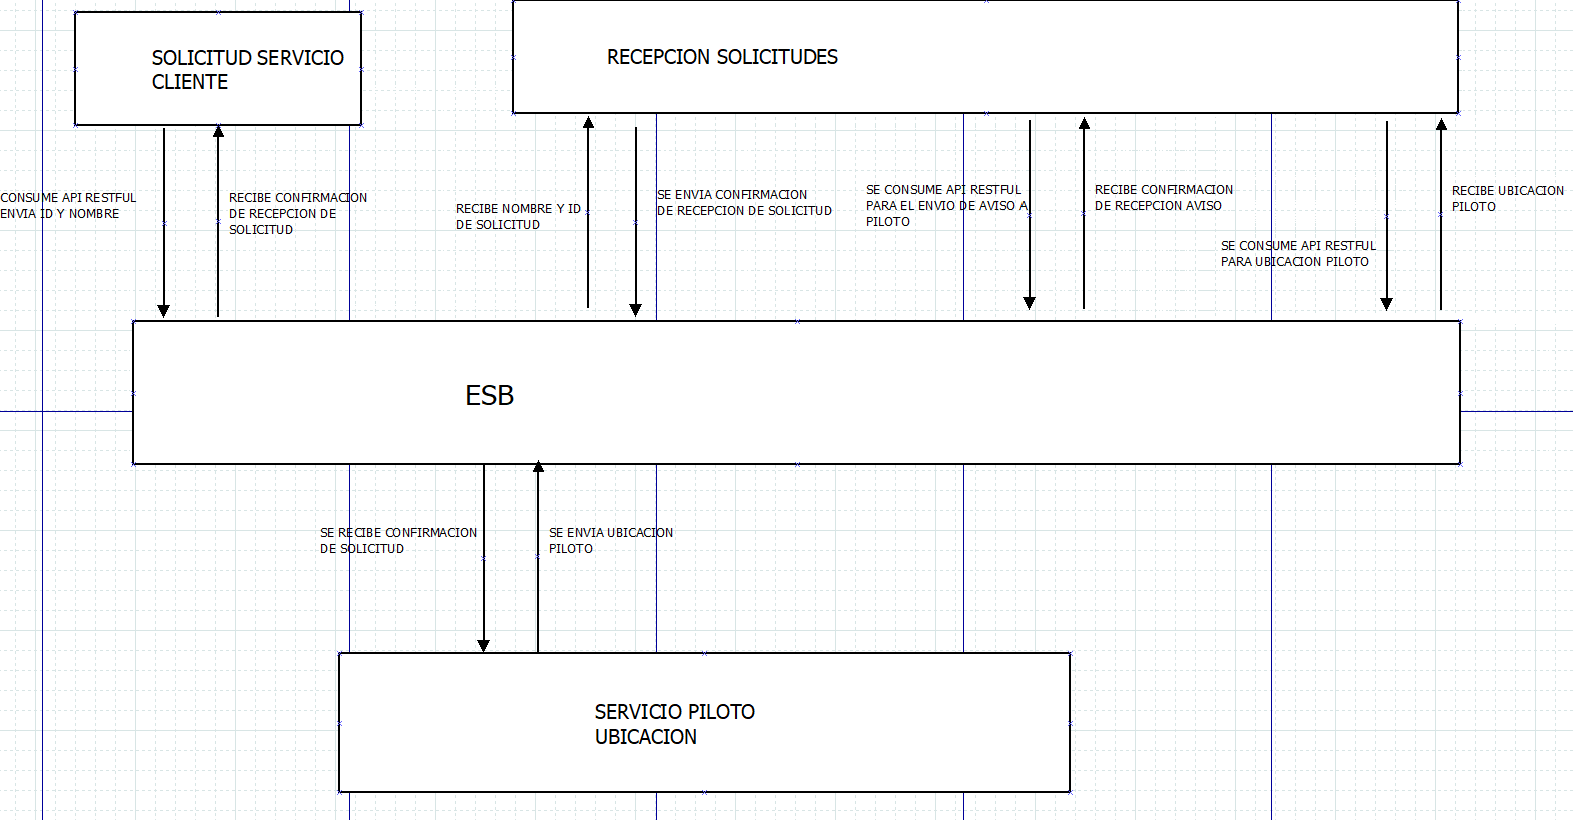 SOLICITUD SERVICIO
CLIENTE
RECEPCION SOLICITUDES
CONSUME API RESTFUL
ENVIA ID Y NOMBRE
RECIBE CONFIRMACION
DE RECEPCION DE
SOLICITUD
RECIBE NOMBRE Y ID
DE SOLICITUD
SE ENVIA CONFIRMACION
DE RECEPCION DE SOLICITUD
SE CONSUME API RESTFUL
PARA EL ENVIO DE AVISO A
PILOTO
RECIBE CONFIRMACION
DE RECEPCION AVISO
SE CONSUME API RESTFUL
PARA UBICACION PILOTO
RECIBE UBICACION
PILOTO
ESB
SE RECIBE CONFIRMACION
DE SOLICITUD
SE ENVIA UBICACION
PILOTO
SERVICIO PILOTO
UBICACION